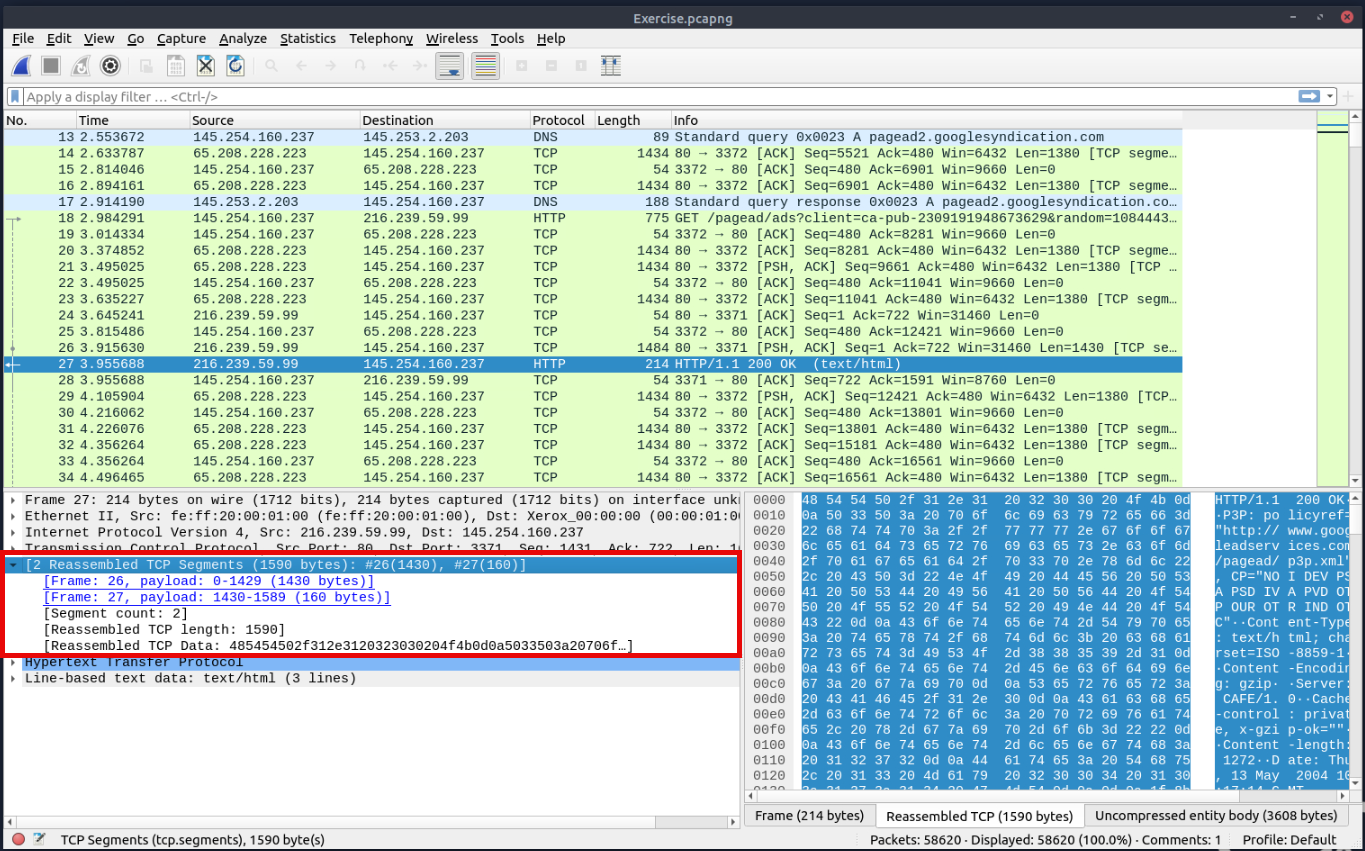 Exercise.pcapng
File Edit View Go Capture Analyze Statistics Telephony Wireless Tools Help
Apply a display filter … <Ctrl-/>
No. Time Source Destination Protocol Length Info
13 2.553672 145.254.160.237 145.253.2.203 DNS 89 Standard query 0x0023 A pagead2.googlesyndication.com
14 2.633787 65.208.228.223 145.254.160.237 TCP 1434 80 → 3372 [ACK] Seq=5521 Ack=480 Win=6432 Len=1380 [TCP segme…
15 2.814046 145.254.160.237 65.208.228.223 TCP 54 3372 → 80 [ACK] Seq=480 Ack=6901 Win=9660 Len=0
16 2.894161 65.208.228.223 145.254.160.237 TCP 1434 80 → 3372 [ACK] Seq=6901 Ack=480 Win=6432 Len=1380 [TCP segme…
17 2.914190 145.253.2.203 145.254.160.237 DNS 188 Standard query response 0x0023 A pagead2.googlesyndication.co…
18 2.984291 145.254.160.237 216.239.59.99 HTTP 775 GET /pagead/ads?client=ca-pub-2309191948673629&random=1084443…
19 3.014334 145.254.160.237 65.208.228.223 TCP 54 3372 → 80 [ACK] Seq=480 Ack=8281 Win=9660 Len=0
20 3.374852 65.208.228.223 145.254.160.237 TCP 1434 80 → 3372 [ACK] Seq=8281 Ack=480 Win=6432 Len=1380 [TCP segme…
21 3.495025 65.208.228.223 145.254.160.237 TCP 1434 80 → 3372 [PSH, ACK] Seq=9661 Ack=480 Win=6432 Len=1380 [TCP …
22 3.495025 145.254.160.237 65.208.228.223 TCP 54 3372 → 80 [ACK] Seq=480 Ack=11041 Win=9660 Len=0
23 3.635227 65.208.228.223 145.254.160.237 TCP 1434 80 → 3372 [ACK] Seq=11041 Ack=480 Win=6432 Len=1380 [TCP segm…
24 3.645241 216.239.59.99 145.254.160.237 TCP 54 80 → 3371 [ACK] Seq=1 Ack=722 Win=31460 Len=0
25 3.815486 145.254.160.237 65.208.228.223 TCP 54 3372 → 80 [ACK] Seq=480 Ack=12421 Win=9660 Len=0
26 3.915630 216.239.59.99 145.254.160.237 TCP 1484 80 → 3371 [PSH, ACK] Seq=1 Ack=722 Win=31460 Len=1430 [TCP se…
27 3.955688 216.239.59.99 145.254.160.237 HTTP 214 HTTP/1.1 200 OK (text/html)
28 3.955688 145.254.160.237 216.239.59.99 TCP 54 3371 → 80 [ACK] Seq=722 Ack=1591 Win=8760 Len=0
29 4.105904 65.208.228.223 145.254.160.237 TCP 1434 80 → 3372 [PSH, ACK] Seq=12421 Ack=480 Win=6432 Len=1380 [TCP…
30 4.216062 145.254.160.237 65.208.228.223 TCP 54 3372 → 80 [ACK] Seq=480 Ack=13801 Win=9660 Len=0
31 4.226076 65.208.228.223 145.254.160.237 TCP 1434 80 → 3372 [ACK] Seq=13801 Ack=480 Win=6432 Len=1380 [TCP segm…
32 4.356264 65.208.228.223 145.254.160.237 TCP 1434 80 → 3372 [ACK] Seq=15181 Ack=480 Win=6432 Len=1380 [TCP segm…
33 4.356264 145.254.160.237 65.208.228.223 TCP 54 3372 → 80 [ACK] Seq=480 Ack=16561 Win=9660 Len=0
34 4.496465 65.208.228.223 145.254.160.237 TCP 1434 80 → 3372 [ACK] Seq=16561 Ack=480 Win=6432 Len=1380 [TCP segm…
Frame 27: 214 bytes on wire (1712 bits), 214 bytes captured (1712 bits) on interface unk
Ethernet II, Src: fe:ff:20:00:01:00 (fe:ff:20:00:01:00), Dst: Xerox_00:00:00 (00:00:01:00
Internet Protocol Version 4, Src: 216.239.59.99, Dst: 145.254.160.237
Transmission Control Protocol, Src Port: 80, Dst Port: 3371, Seq: 1431, Ack: 722, Len: 1
[2 Reassembled TCP Segments (1590 bytes): #26(1430), #27(160)]
[Frame: 26, payload: 0-1429 (1430 bytes)]
[Frame: 27, payload: 1430-1589 (160 bytes)]
[Segment count: 2]
[Reassembled TCP length: 1590]
[Reassembled TCP Data: 485454502f312e3120323030204f4b0d0a5033503a20706f…]
Hypertext Transfer Protocol
Line-based text data: text/html (3 lines)
0000 48 54 54 50 2f 31 2e 31 20 32 30 30 20 4f 4b 0d HTTP/1.1 200 OK·
0010 0a 50 33 50 3a 20 70 6f 6c 69 63 79 72 65 66 3d ·P3P: po licyref=
0020 22 68 74 74 70 3a 2f 2f 77 77 77 2e 67 6f 6f 67 "http:// www.goog
0030 6c 65 61 64 73 65 72 76 69 63 65 73 2e 63 6f 6d leadserv ices.com
0040 2f 70 61 67 65 61 64 2f 70 33 70 2e 78 6d 6c 22 /pagead/ p3p.xml"
0050 2c 20 43 50 3d 22 4e 4f 49 20 44 45 56 20 50 53 , CP="NO I DEV PS
0060 41 20 50 53 44 20 49 56 41 20 50 56 44 20 4f 54 A PSD IV A PVD OT
0070 50 20 4f 55 52 20 4f 54 52 20 49 4e 44 20 4f 54 P OUR OT R IND OT
0080 43 22 0d 0a 43 6f 6e 74 65 6e 74 2d 54 79 70 65 C"··Cont ent-Type
0090 3a 20 74 65 78 74 2f 68 74 6d 6c 3b 20 63 68 61 : text/h tml; cha
00a0 72 73 65 74 3d 49 53 4f 2d 38 38 35 39 2d 31 0d rset=ISO -8859-1·
00b0 0a 43 6f 6e 74 65 6e 74 2d 45 6e 63 6f 64 69 6e ·Content -Encodin
00c0 67 3a 20 67 7a 69 70 0d 0a 53 65 72 76 65 72 3a g: gzip· ·Server:
00d0 20 43 41 46 45 2f 31 2e 30 0d 0a 43 61 63 68 65 CAFE/1. 0··Cache
00e0 2d 63 6f 6e 74 72 6f 6c 3a 20 70 72 69 76 61 74 -control : privat
00f0 65 2c 20 78 2d 67 7a 69 70 2d 6f 6b 3d 22 22 0d e, x-gzi p-ok=""·
0100 0a 43 6f 6e 74 65 6e 74 2d 6c 65 6e 67 74 68 3a ·Content -length:
0110 20 31 32 37 32 0d 0a 44 61 74 65 3a 20 54 68 75 1272··D ate: Thu
0120 2c 20 31 33 20 4d 61 79 20 32 30 30 34 20 31 30 , 13 May 2004 10
Frame (214 bytes) Reassembled TCP (1590 bytes) Uncompressed entity body (3608 bytes)
TCP Segments (tcp.segments), 1590 byte(s) Packets: 58620 · Displayed: 58620 (100.0%) · Comments: 1 Profile: Default